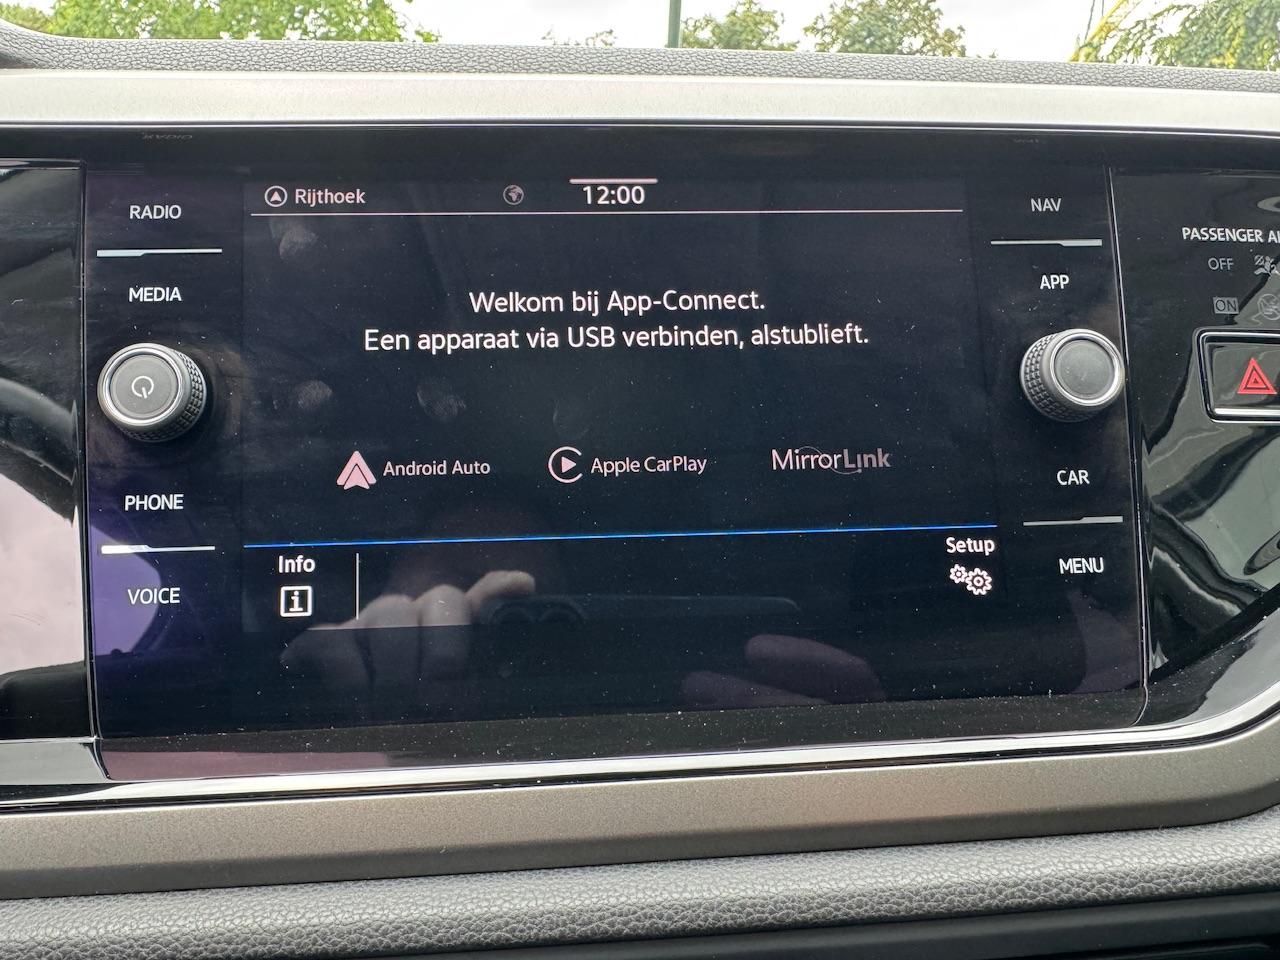 Rijthoek
12:00
RADIO
MEDIA
PHONE
VOICE
Welkom bij App-Connect.
Een apparaat via USB verbinden, alstublieft.
Android Auto
Apple CarPlay
MirrorLink
Info
Setup
NAV
APP
CAR
MENU
PASSENGER
OFF
ON